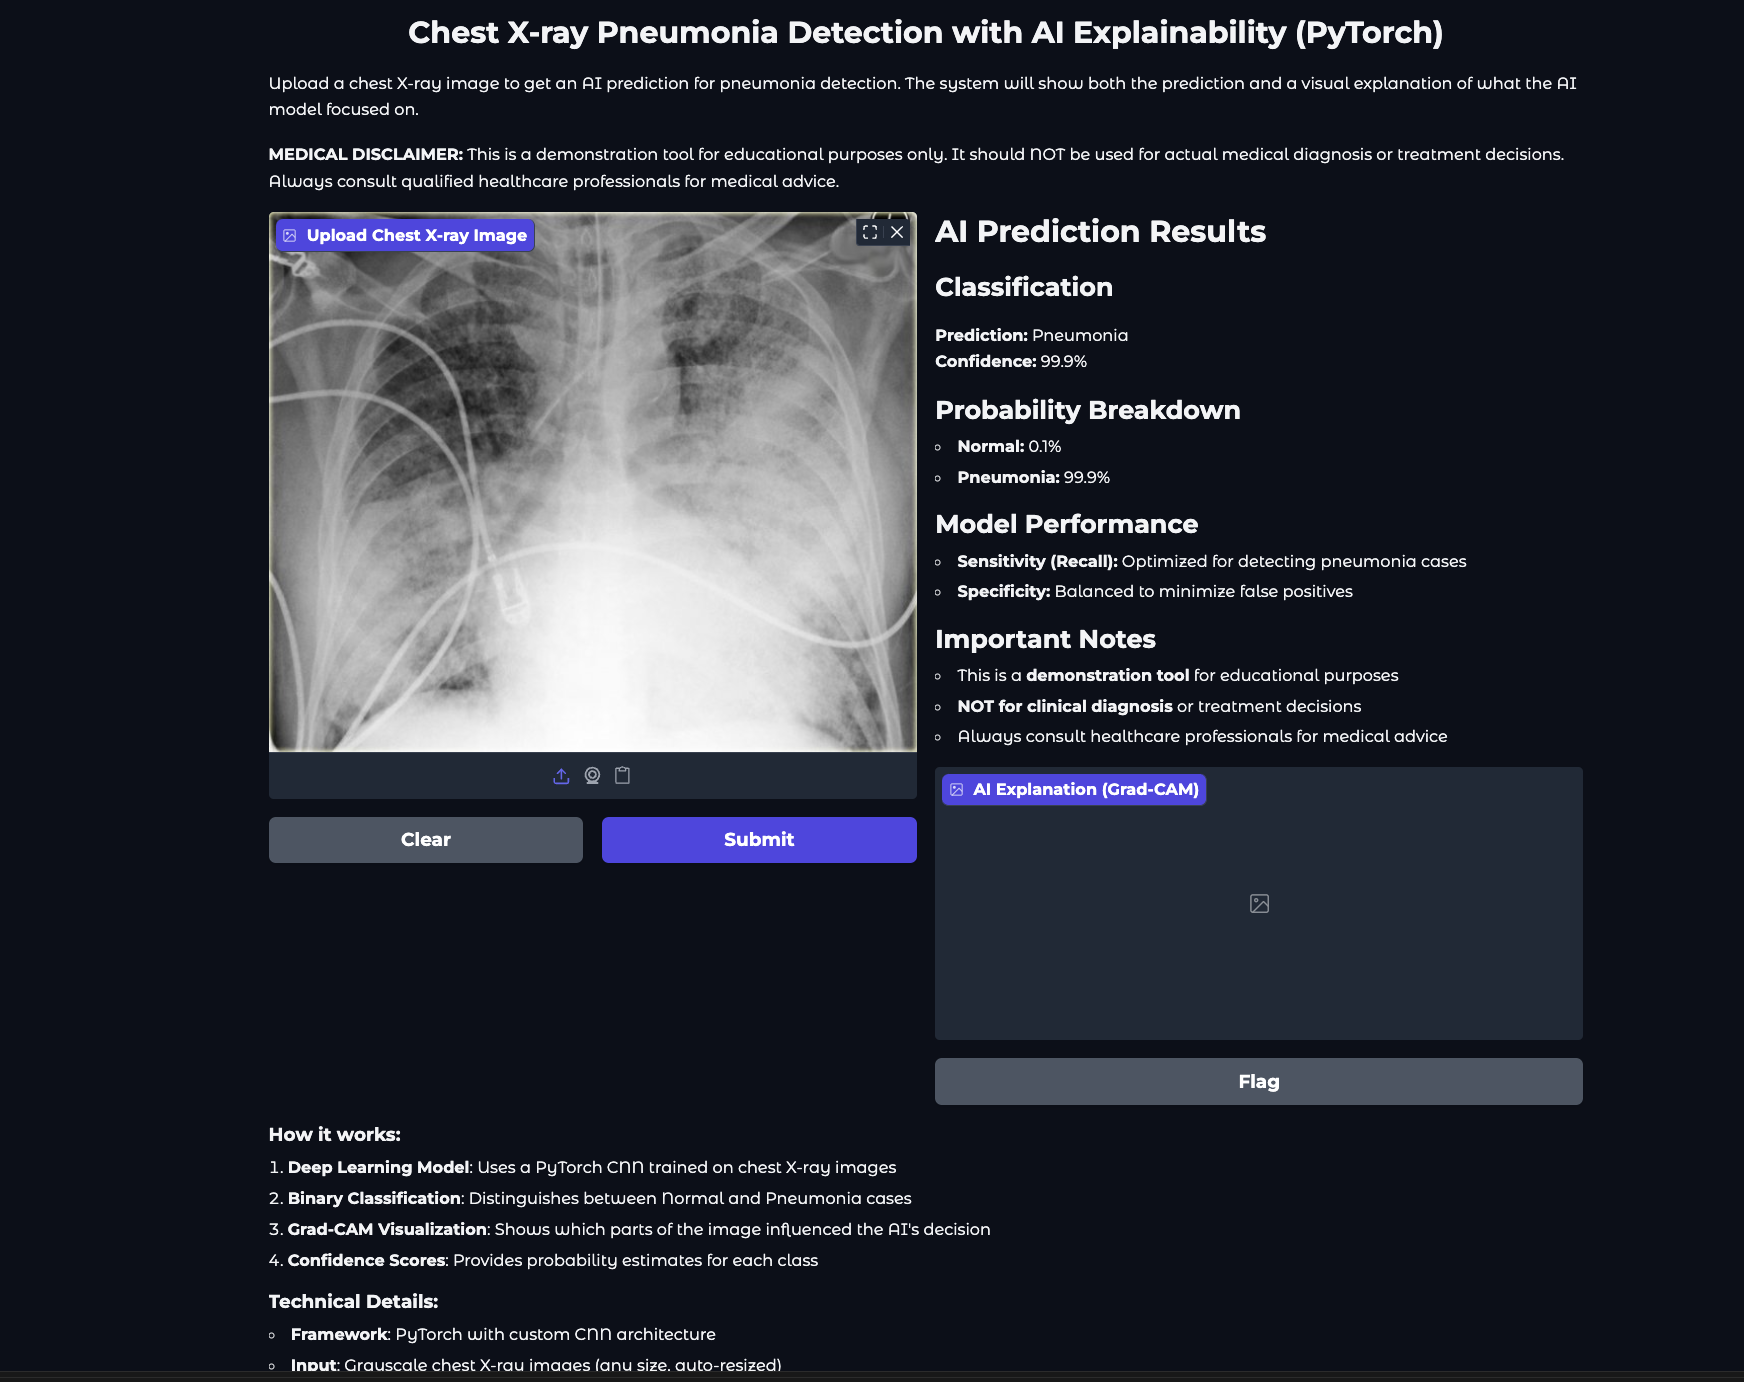 Chest X-ray Pneumonia Detection with AI Explainability (PyTorch)
Upload a chest X-ray image to get an AI prediction for pneumonia detection. The system will show both the prediction and a visual explanation of what the AI
model focused on.
MEDICAL DISCLAIMER: This is a demonstration tool for educational purposes only. It should NOT be used for actual medical diagnosis or treatment decisions.
Always consult qualified healthcare professionals for medical advice.
Upload Chest X-ray Image
Clear
Submit
AI Prediction Results
Classification
Prediction: Pneumonia
Confidence: 99.9%
Probability Breakdown
Normal: 0.1%
Pneumonia: 99.9%
Model Performance
Sensitivity (Recall): Optimized for detecting pneumonia cases
Specificity: Balanced to minimize false positives
Important Notes
This is a demonstration tool for educational purposes
NOT for clinical diagnosis or treatment decisions
Always consult healthcare professionals for medical advice
AI Explanation (Grad-CAM)
Flag
How it works:
1. Deep Learning Model: Uses a PyTorch CNN trained on chest X-ray images
2. Binary Classification: Distinguishes between Normal and Pneumonia cases
3. Grad-CAM Visualization: Shows which parts of the image influenced the AI's decision
4. Confidence Scores: Provides probability estimates for each class
Technical Details:
Framework: PyTorch with custom CNN architecture
Input: Grayscale chest X-ray images (any size, auto-resized)